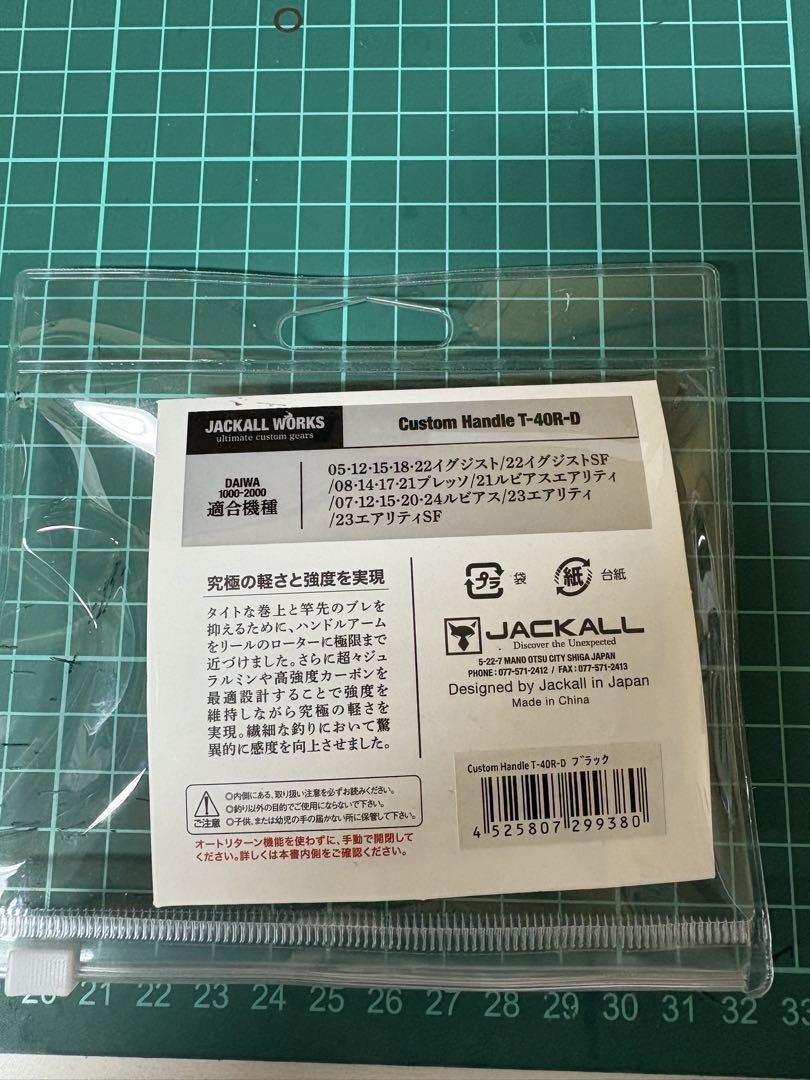 JACKALL WORKS
ultimate custom gears
Custom Handle T-40R-D
DAIWA
1000-2000
適合機種
05・12・15・18・22イグジスト/22イグジストSF
/08・14・17・21プレッソ/21ルビアスエアリティ
/07・12・15・20・24ルビアス/23エアリティ
/23エアリティSF
究極の軽さと強度を実現
タイトな巻上と竿先のブレを
抑えるために、ハンドルアーム
をリールのローターに極限まで
近づけました。さらに超々ジュ
ラルミンや高強度カーボンを
最適設計することで強度を
維持しながら究極の軽さを
実現。繊細な釣りにおいて驚
異的に感度を向上させました。
ご注意
◎内側にある、取り扱い注意を必ずお読みください。
◎釣り以外の目的でご使用にならないで下さい。
◎子供、または幼児の手の届かない所に保管して下さい。
オートリターン機能を使わずに、手動で開閉して
ください。詳しくは本書内側をご確認ください。
プラ 袋 紙 台紙
JACKALL
Discover the Unexpected
5-22-7 MANO OTSU CITY SHIGA JAPAN
PHONE : 077-571-2412 / FAX : 077-571-2413
Designed by Jackall in Japan
Made in China
Custom Handle T-40R-D ブラック
4 525807 299380
20 21 22 23 24 25 26 27 28 29 30 31 32 33